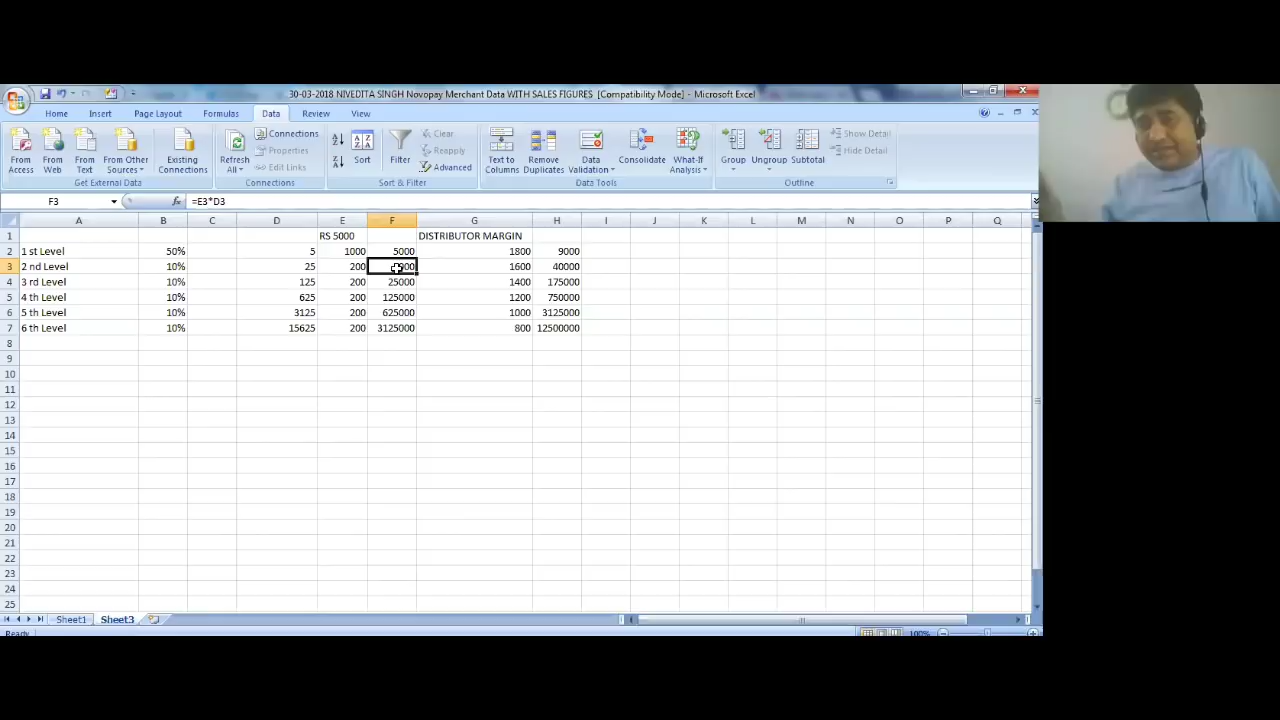 30-03-2018 NIVEDITA SINGH Novopay Merchant Data WITH SALES FIGURES [Compatibility Mode] - Microsoft Excel
Home Insert Page Layout Formulas Data Review View
From Access From Web From Text From Other Sources Existing Connections Refresh All Connections Properties Edit Links Sort Filter Clear Reapply Advanced Text to Columns Remove Duplicates Data Validation Consolidate What-If Analysis Group Ungroup Subtotal Show Detail Hide Detail
Get External Data Connections Sort & Filter Data Tools Outline
F3 fx =E3*D3
A B C D E F G H I J K L M N O P Q
1 RS 5000 DISTRIBUTOR MARGIN
2 1 st Level 50% 5 1000 5000 1800 9000
3 2 nd Level 10% 25 200 1600 40000
4 3 rd Level 10% 125 200 25000 1400 175000
5 4 th Level 10% 625 200 125000 1200 750000
6 5 th Level 10% 3125 200 625000 1000 3125000
7 6 th Level 10% 15625 200 3125000 800 12500000
8
9
10
11
12
13
14
15
16
17
18
19
20
21
22
23
24
25
Sheet1 Sheet3
Ready 100%